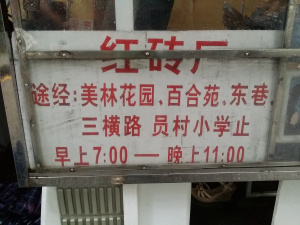 红砖厂
途经:美林花园、百合苑、东巷
三横路 员村小学止
早上7:00 — 晚上11:00